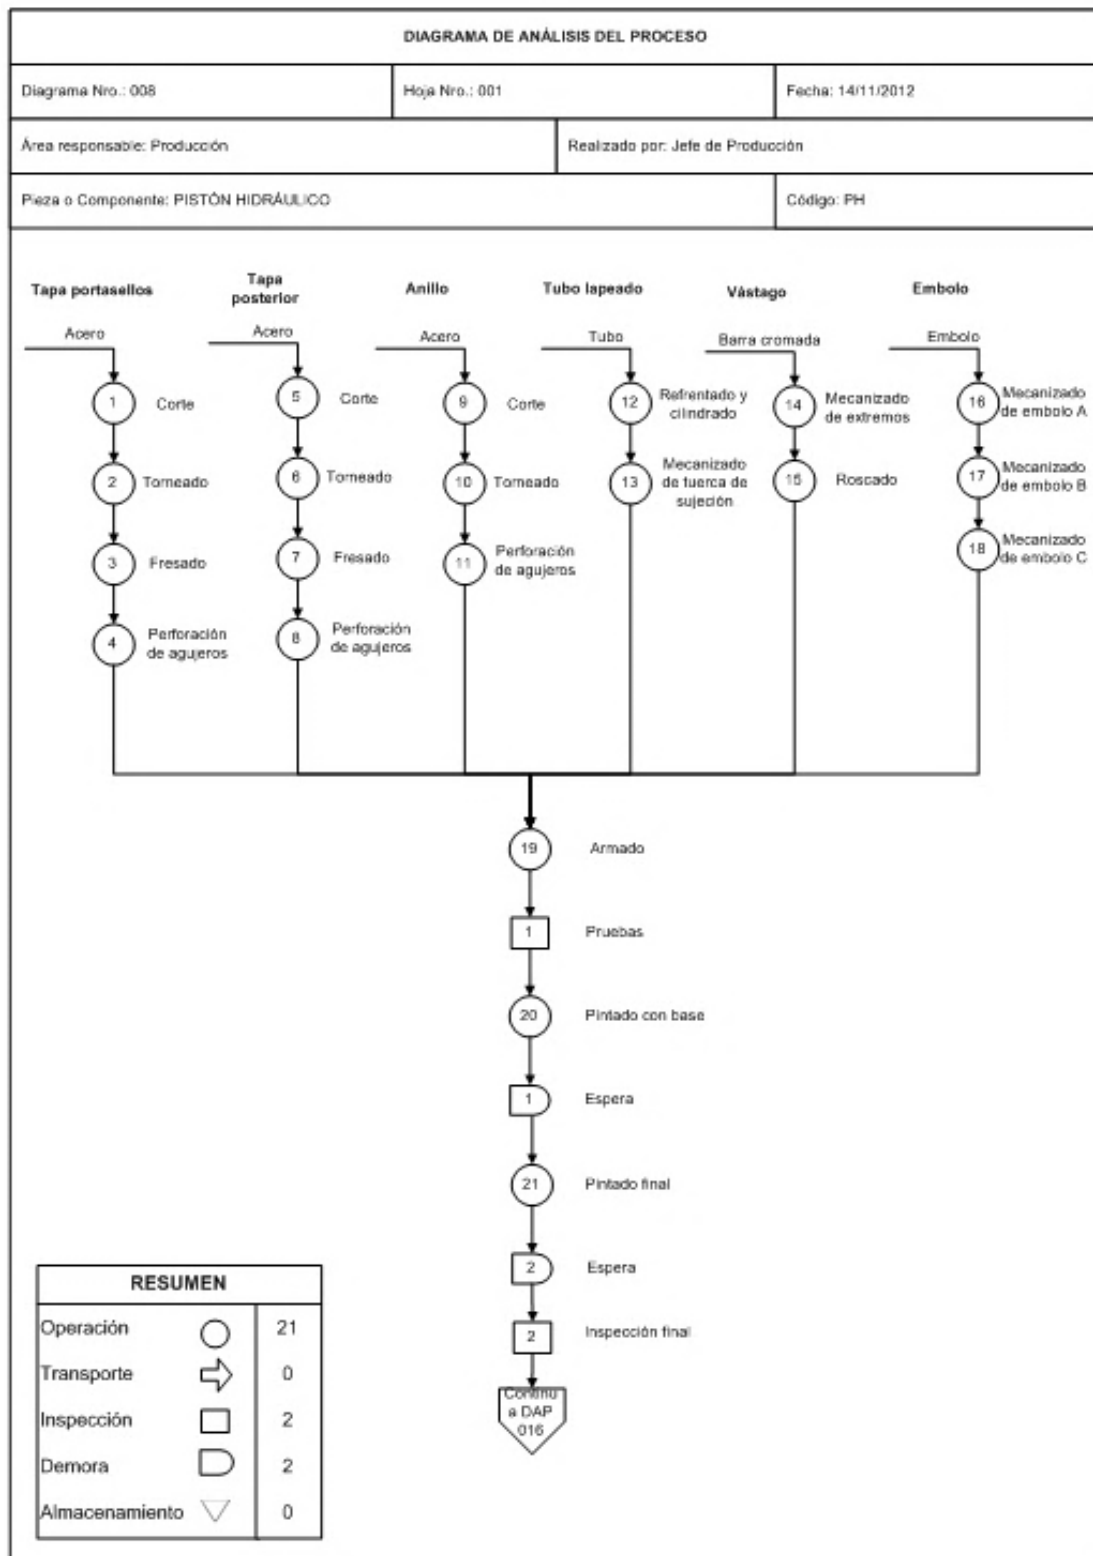 DIAGRAMA DE ANÁLISIS DEL PROCESO
Diagrama Nro.: 008
Hoja Nro.: 001
Fecha: 14/11/2012
Área responsable: Producción
Realizado por: Jefe de Producción
Pieza o Componente: PISTÓN HIDRÁULICO
Código: PH
Tapa portasellos
Acero
1 Corte
2 Torneado
3 Fresado
4 Perforación
de agujeros
Tapa
posterior
Acero
5 Corte
6 Torneado
7 Fresado
8 Perforación
de agujeros
Anillo
Acero
9 Corte
10 Torneado
11 Perforación
de agujeros
Tubo lapeado
Tubo
12 Refrentado y
cilindrado
13 Mecanizado
de tuerca de
sujeción
Vástago
Barra cromada
14 Mecanizado
de extremos
15 Roscado
Embolo
Embolo
16 Mecanizado
de embolo A
17 Mecanizado
de embolo B
18 Mecanizado
de embolo C
19 Armado
1 Pruebas
20 Pintado con base
1 Espera
21 Pintado final
2 Espera
2 Inspección final
Continu
a DAP
016
RESUMEN
Operación 21
Transporte 0
Inspección 2
Demora 2
Almacenamiento 0